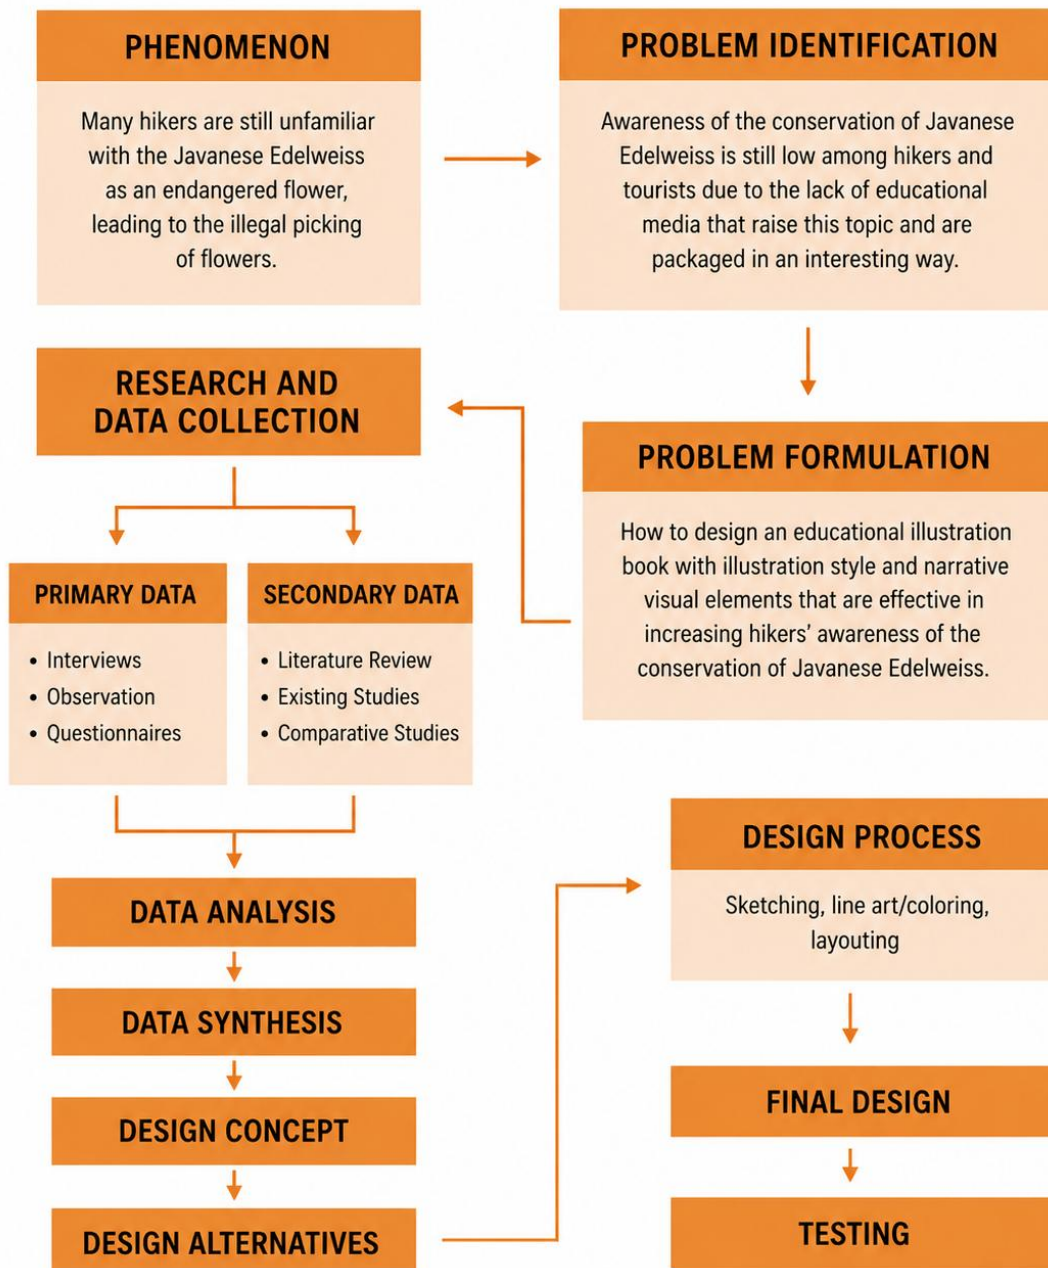 PHENOMENON
Many hikers are still unfamiliar
with the Javanese Edelweiss
as an endangered flower,
leading to the illegal picking
of flowers.
PROBLEM IDENTIFICATION
Awareness of the conservation of Javanese
Edelweiss is still low among hikers and
tourists due to the lack of educational
media that raise this topic and are
packaged in an interesting way.
PROBLEM FORMULATION
How to design an educational illustration
book with illustration style and narrative
visual elements that are effective in
increasing hikers’ awareness of the
conservation of Javanese Edelweiss.
RESEARCH AND
DATA COLLECTION
PRIMARY DATA
• Interviews
• Observation
• Questionnaires
SECONDARY DATA
• Literature Review
• Existing Studies
• Comparative Studies
DATA ANALYSIS
DATA SYNTHESIS
DESIGN CONCEPT
DESIGN ALTERNATIVES
DESIGN PROCESS
Sketching, line art/coloring,
layouting
FINAL DESIGN
TESTING